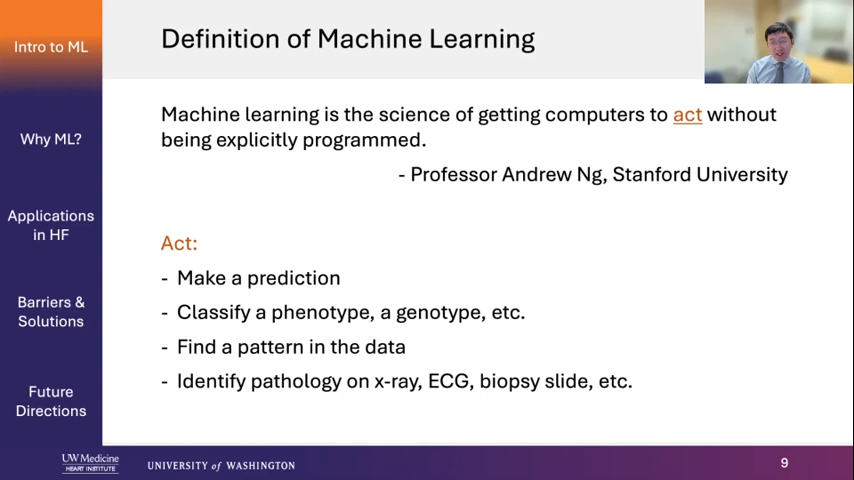 Intro to ML
Why ML?
Applications
in HF
Barriers &
Solutions
Future
Directions
Definition of Machine Learning
Machine learning is the science of getting computers to act without
being explicitly programmed.
- Professor Andrew Ng, Stanford University
Act:
- Make a prediction
- Classify a phenotype, a genotype, etc.
- Find a pattern in the data
- Identify pathology on x-ray, ECG, biopsy slide, etc.
UW Medicine
HEART INSTITUTE
UNIVERSITY of WASHINGTON
9